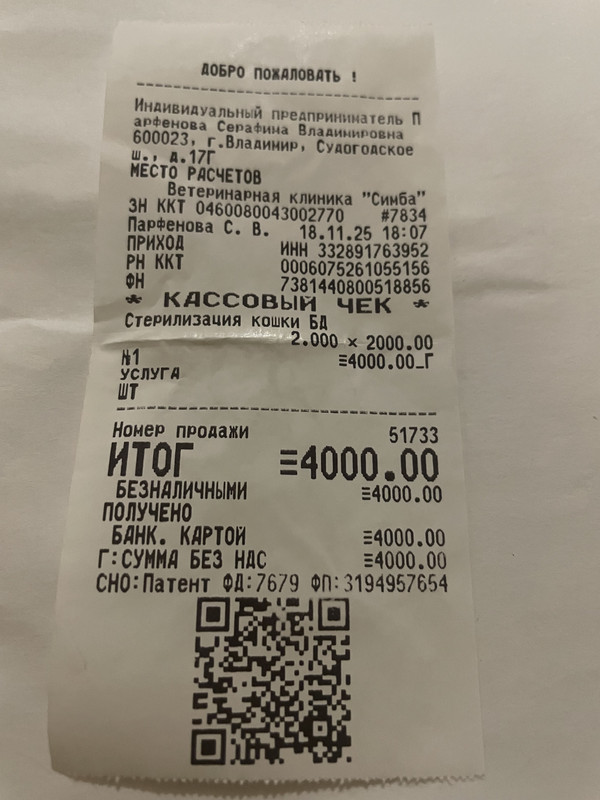 ДОБРО ПОЖАЛОВАТЬ !
Индивидуальный предприниматель П
арфенова Серафина Владимировна
600023, г.Владимир, Судогодское
ш., д.17Г
МЕСТО РАСЧЕТОВ
Ветеринарная клиника "Симба"
ЗН ККТ 0460080043002770 #7834
Парфенова С. В. 18.11.25 18:07
ПРИХОД ИНН 332891763952
РН ККТ 0006075261055156
ФН 7381440800518856
* КАССОВЫЙ ЧЕК *
Стерилизация кошки БД
2.000 × 2000.00
№1 ≡4000.00_Г
УСЛУГА
ШТ
Номер продажи 51733
ИТОГ ≡4000.00
БЕЗНАЛИЧНЫМИ ≡4000.00
ПОЛУЧЕНО
БАНК. КАРТОЙ ≡4000.00
Г:СУММА БЕЗ НДС ≡4000.00
СНО:Патент ФД:7679 ФП:3194957654